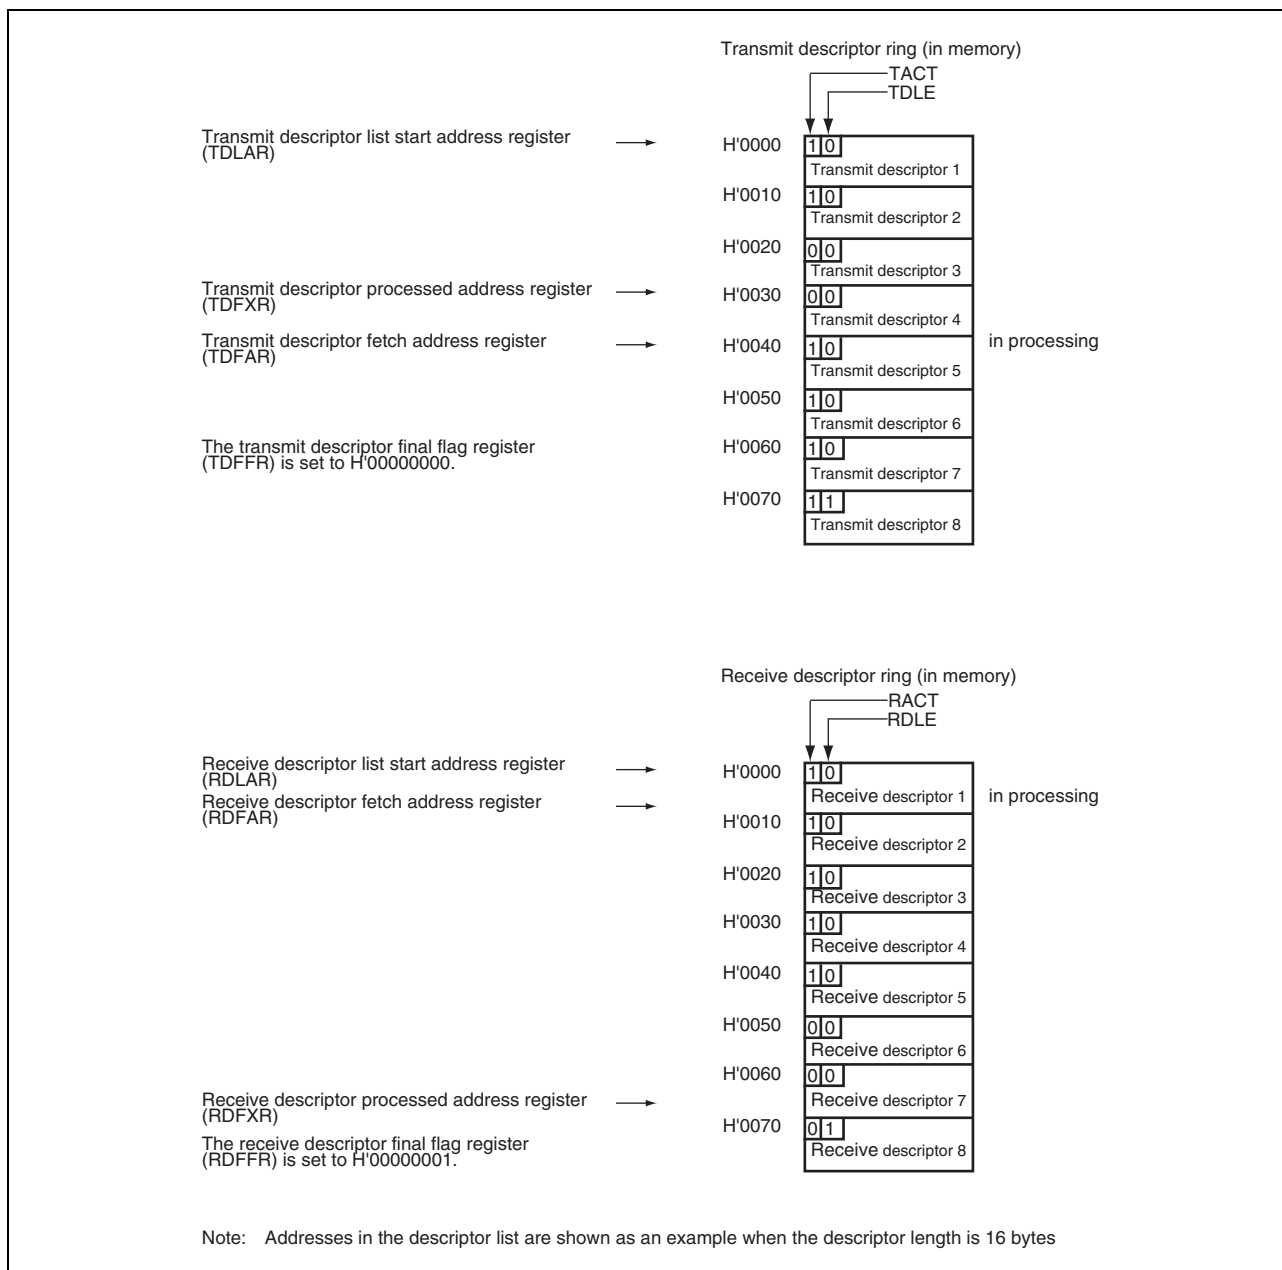 Transmit descriptor ring (in memory)
TACT
TDLE
Transmit descriptor list start address register
(TDLAR)
H'0000
1 0
Transmit descriptor 1
H'0010
1 0
Transmit descriptor 2
H'0020
0 0
Transmit descriptor 3
Transmit descriptor processed address register
(TDFXR)
H'0030
0 0
Transmit descriptor 4
Transmit descriptor fetch address register
(TDFAR)
H'0040
1 0
in processing
Transmit descriptor 5
H'0050
1 0
Transmit descriptor 6
The transmit descriptor final flag register
(TDFFR) is set to H'00000000.
H'0060
1 0
Transmit descriptor 7
H'0070
1 1
Transmit descriptor 8
Receive descriptor ring (in memory)
RACT
RDLE
Receive descriptor list start address register
(RDLAR)
H'0000
1 0
Receive descriptor 1
in processing
Receive descriptor fetch address register
(RDFAR)
H'0010
1 0
Receive descriptor 2
H'0020
1 0
Receive descriptor 3
H'0030
1 0
Receive descriptor 4
H'0040
1 0
Receive descriptor 5
H'0050
0 0
Receive descriptor 6
H'0060
0 0
Receive descriptor 7
Receive descriptor processed address register
(RDFXR)
H'0070
0 1
Receive descriptor 8
The receive descriptor final flag register
(RDFFR) is set to H'00000001.
Note: Addresses in the descriptor list are shown as an example when the descriptor length is 16 bytes